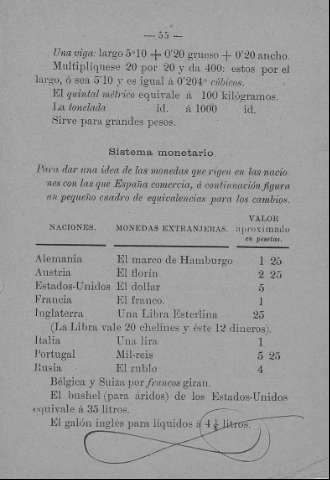 — 55 —
Una viga: largo 5ᵐ10 + 0'20 grueso + 0'20 ancho.
Multiplíquese 20 por 20 y da 400: estos por el
largo, ó sea 5'10 y es igual á 0'204ᵐ cúbicos.
El quintal métrico equivale á 100 kilógramos.
La tonelada id. á 1000 id.
Sirve para grandes pesos.
Sistema monetario
Para dar una idea de las monedas que rigen en las nacio
nes con las que España comercia, á continuación figura
un pequeño cuadro de equivalencias para los cambios.
NACIONES. MONEDAS EXTRANJERAS. VALOR
aproximado
en pesetas.
Alemania El marco de Hamburgo 1 25
Austria El florin 2 25
Estados-Unidos El dollar 5
Francia El franco. 1
Inglaterra Una Libra Esterlina 25
(La Libra vale 20 chelines y éste 12 dineros).
Italia Una lira 1
Portugal Mil-reis 5 25
Rusia El rublo 4
Bélgica y Suiza por francos giran.
El bushel (para áridos) de los Estados-Unidos
equivale á 35 litros.
El galón ingles para líquidos á 4 ½ litros.